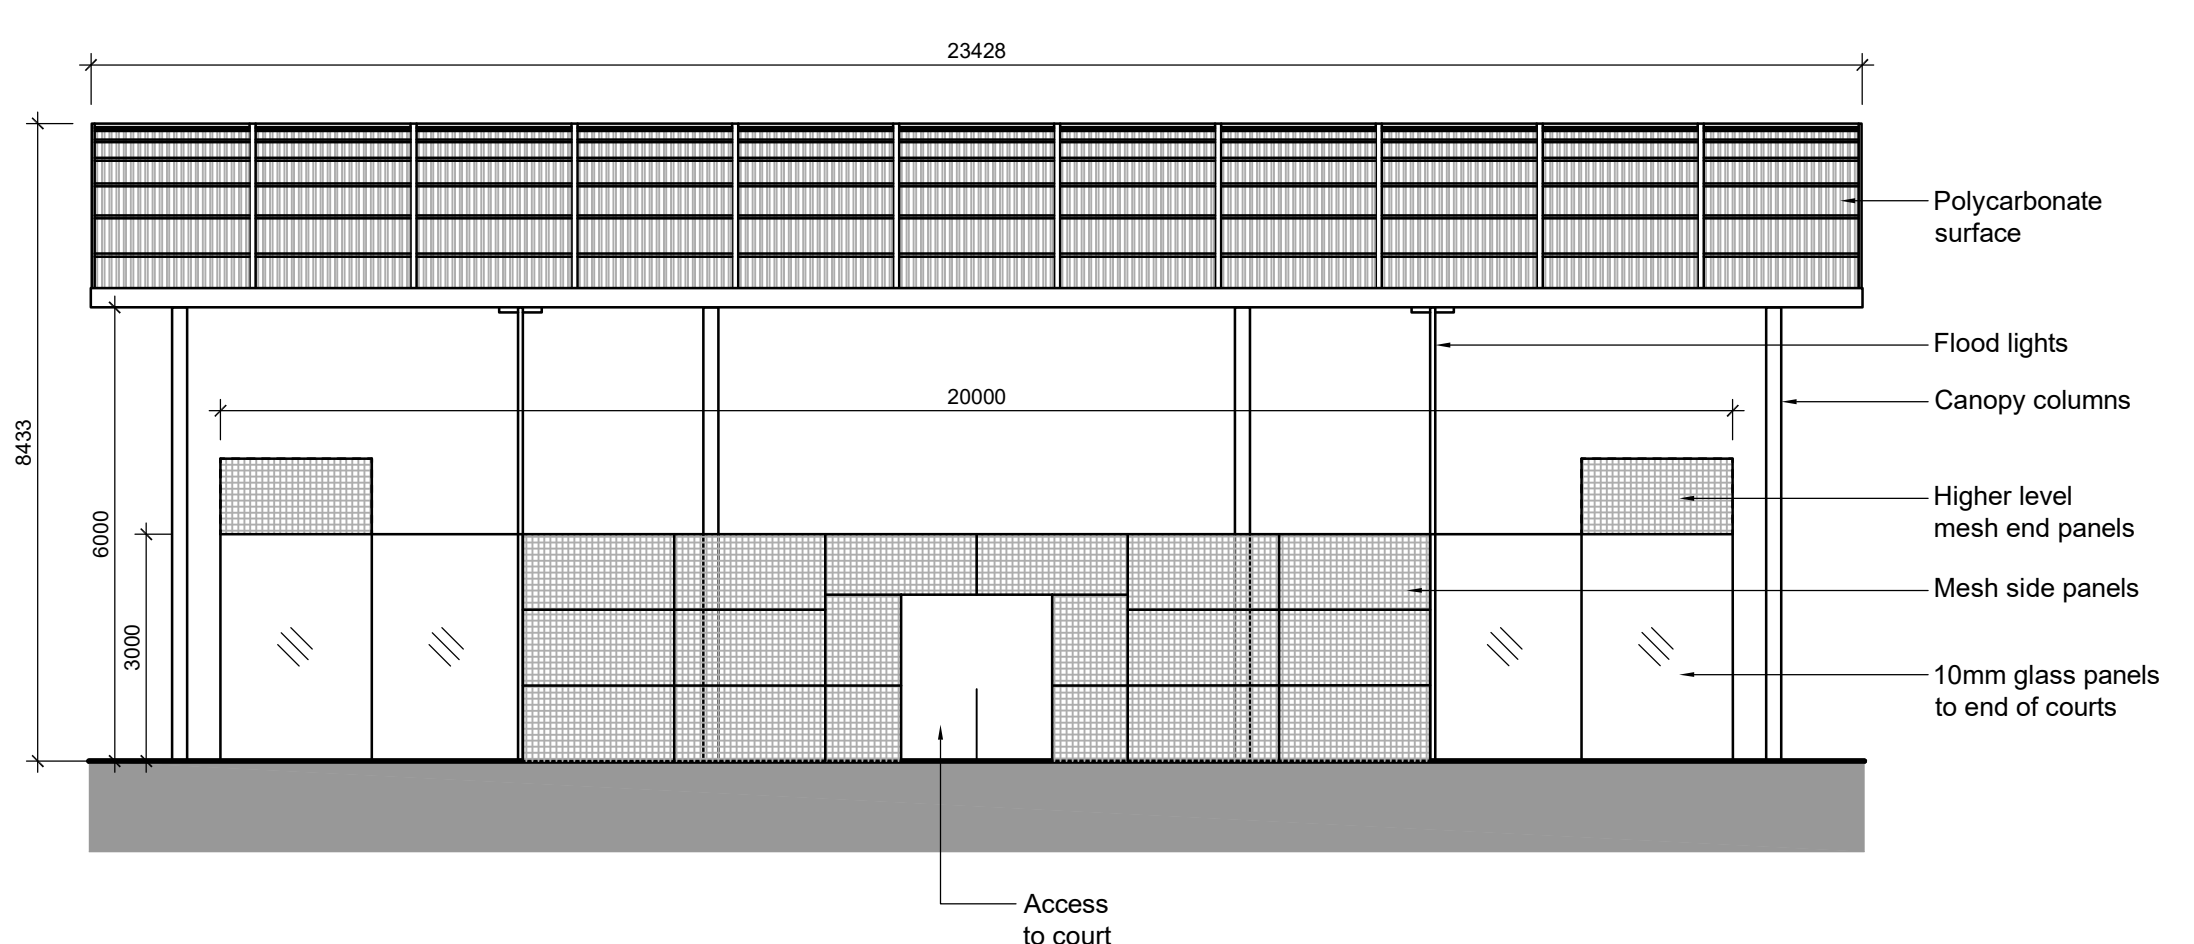 23428
Polycarbonate
surface
Flood lights
20000
Canopy columns
8433
6000
3000
Higher level
mesh end panels
Mesh side panels
10mm glass panels
to end of courts
Access
to court